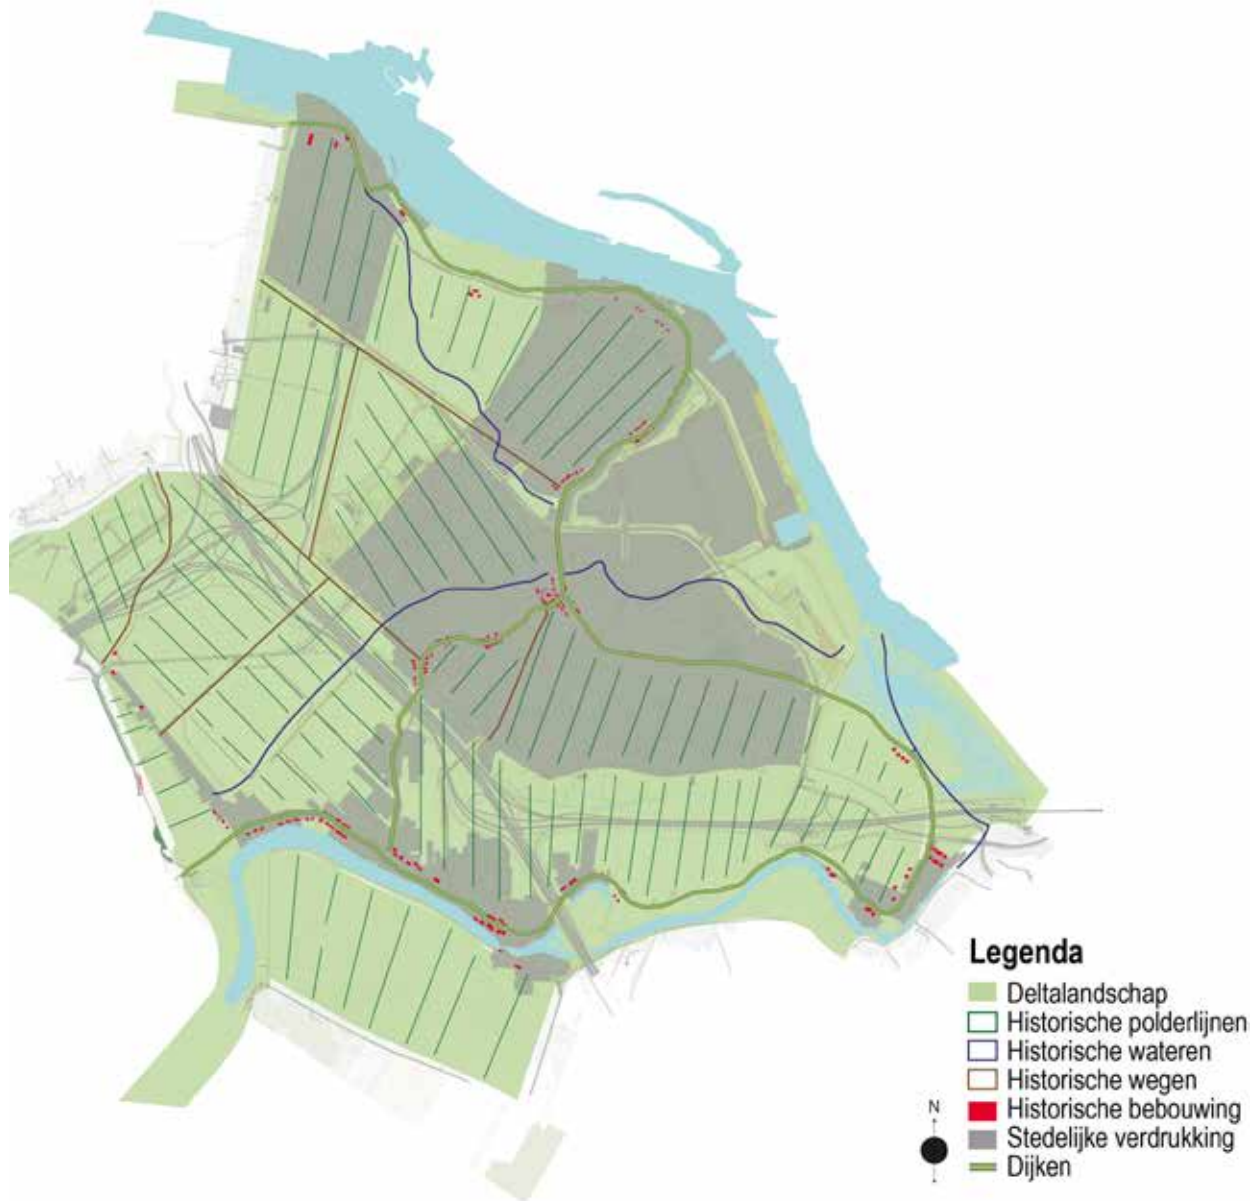 Legenda
Deltalandschap
Historische polderlijnen
Historische wateren
Historische wegen
Historische bebouwing
Stedelijke verdrukking
Dijken
N